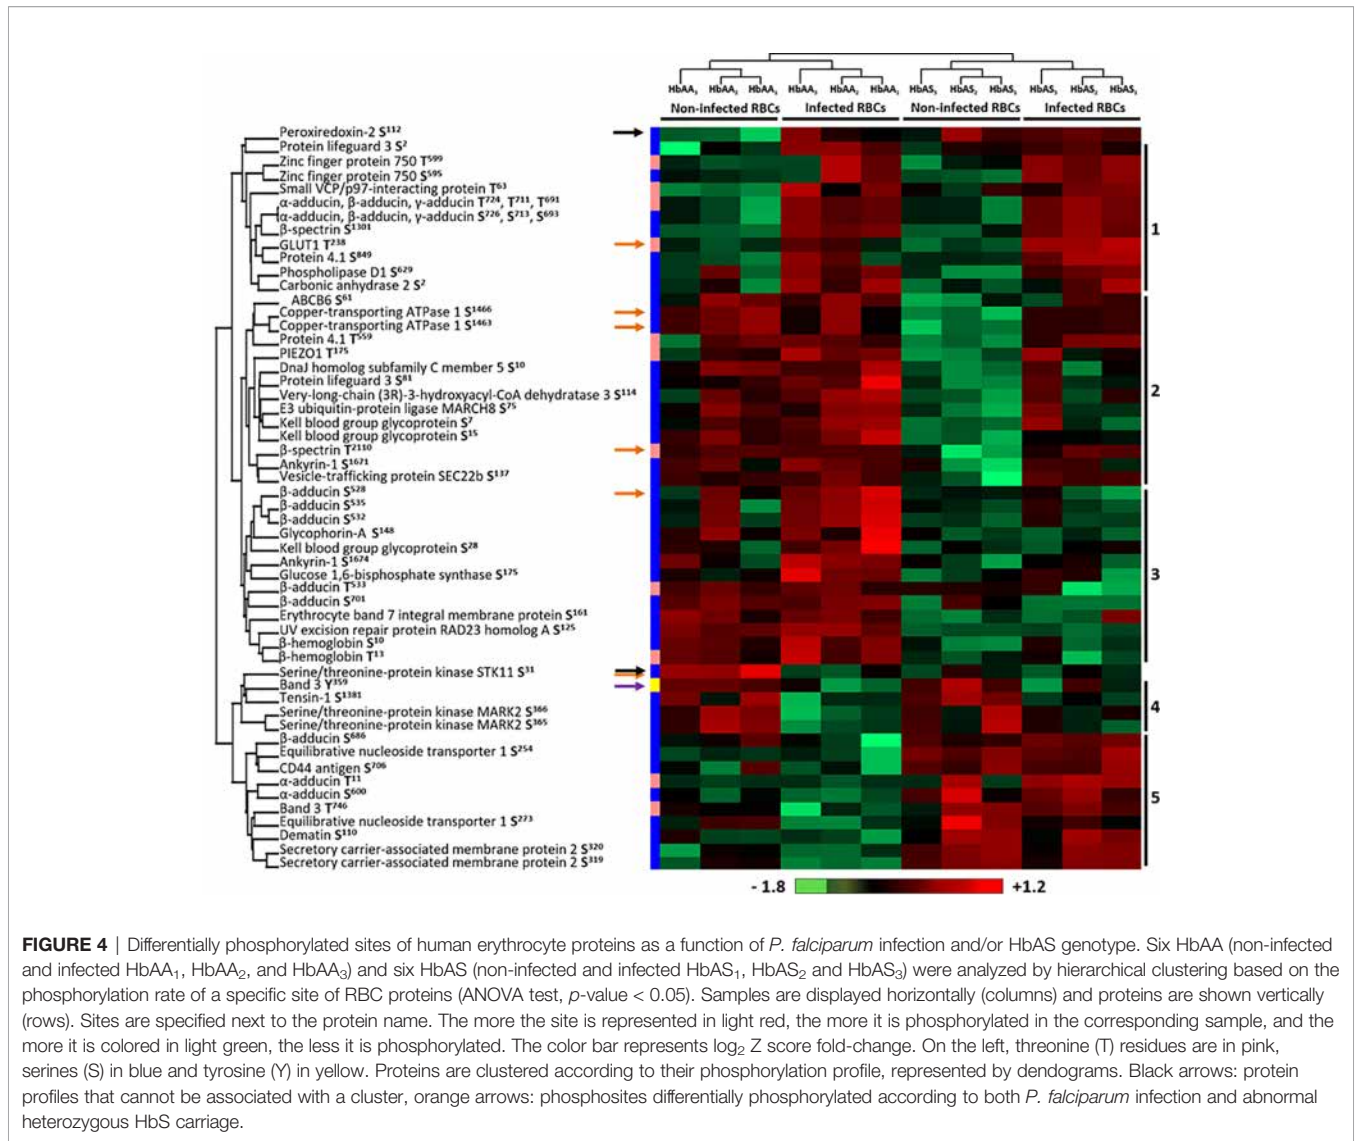 HbAA₃ HbAA₂ HbAA₁ HbAA₃ HbAA₂ HbAA₁ HbAS₃ HbAS₂ HbAS₁ HbAS₃ HbAS₂ HbAS₁
Non-infected RBCs Infected RBCs Non-infected RBCs Infected RBCs
Peroxiredoxin-2 S¹¹²
Protein lifeguard 3 S²
Zinc finger protein 750 T⁵⁹⁹
Zinc finger protein 750 S⁵⁹⁵
Small VCP/p97-interacting protein T⁶³
α-adducin, β-adducin, γ-adducin T⁷²⁴, T⁷¹¹, T⁶⁹¹
α-adducin, β-adducin, γ-adducin S⁷²⁶, S⁷¹³, S⁶⁹³
β-spectrin S¹³⁰¹
GLUT1 T²³⁸
Protein 4.1 S⁸⁴⁹
Phospholipase D1 S⁶²⁹
Carbonic anhydrase 2 S²
ABCB6 S⁶¹
Copper-transporting ATPase 1 S¹⁴⁶⁶
Copper-transporting ATPase 1 S¹⁴⁶³
Protein 4.1 T⁵⁵⁹
PIEZO1 T¹⁷⁵
DnaJ homolog subfamily C member 5 S¹⁰
Protein lifeguard 3 S⁸¹
Very-long-chain (3R)-3-hydroxyacyl-CoA dehydratase 3 S¹¹⁴
E3 ubiquitin-protein ligase MARCH8 S⁷⁵
Kell blood group glycoprotein S⁷
Kell blood group glycoprotein S¹⁵
β-spectrin T²¹¹⁰
Ankyrin-1 S¹⁶⁷¹
Vesicle-trafficking protein SEC22b S¹³⁷
β-adducin S⁵²⁸
β-adducin S⁵³⁵
β-adducin S⁵³²
Glycophorin-A S¹⁴⁸
Kell blood group glycoprotein S²⁸
Ankyrin-1 S¹⁶⁷⁴
Glucose 1,6-bisphosphate synthase S¹⁷⁵
β-adducin T⁵³³
β-adducin S⁷⁰¹
Erythrocyte band 7 integral membrane protein S¹⁶¹
UV excision repair protein RAD23 homolog A S¹²⁵
β-hemoglobin S¹⁰
β-hemoglobin T¹³
Serine/threonine-protein kinase STK11 S³¹
Band 3 Y³⁵⁹
Tensin-1 S¹³⁸¹
Serine/threonine-protein kinase MARK2 S³⁶⁶
Serine/threonine-protein kinase MARK2 S³⁶⁵
β-adducin S⁶⁸⁶
Equilibrative nucleoside transporter 1 S²⁵⁴
CD44 antigen S⁷⁰⁶
α-adducin T¹¹
α-adducin S⁶⁰⁰
Band 3 T⁷⁴⁶
Equilibrative nucleoside transporter 1 S²⁷³
Dematin S¹¹⁰
Secretory carrier-associated membrane protein 2 S³²⁰
Secretory carrier-associated membrane protein 2 S³¹⁹
1
2
3
4
5
- 1.8 +1.2
FIGURE 4 | Differentially phosphorylated sites of human erythrocyte proteins as a function of P. falciparum infection and/or HbAS genotype. Six HbAA (non-infected
and infected HbAA₁, HbAA₂, and HbAA₃) and six HbAS (non-infected and infected HbAS₁, HbAS₂ and HbAS₃) were analyzed by hierarchical clustering based on the
phosphorylation rate of a specific site of RBC proteins (ANOVA test, p-value < 0.05). Samples are displayed horizontally (columns) and proteins are shown vertically
(rows). Sites are specified next to the protein name. The more the site is represented in light red, the more it is phosphorylated in the corresponding sample, and the
more it is colored in light green, the less it is phosphorylated. The color bar represents log₂ Z score fold-change. On the left, threonine (T) residues are in pink,
serines (S) in blue and tyrosine (Y) in yellow. Proteins are clustered according to their phosphorylation profile, represented by dendograms. Black arrows: protein
profiles that cannot be associated with a cluster, orange arrows: phosphosites differentially phosphorylated according to both P. falciparum infection and abnormal
heterozygous HbS carriage.